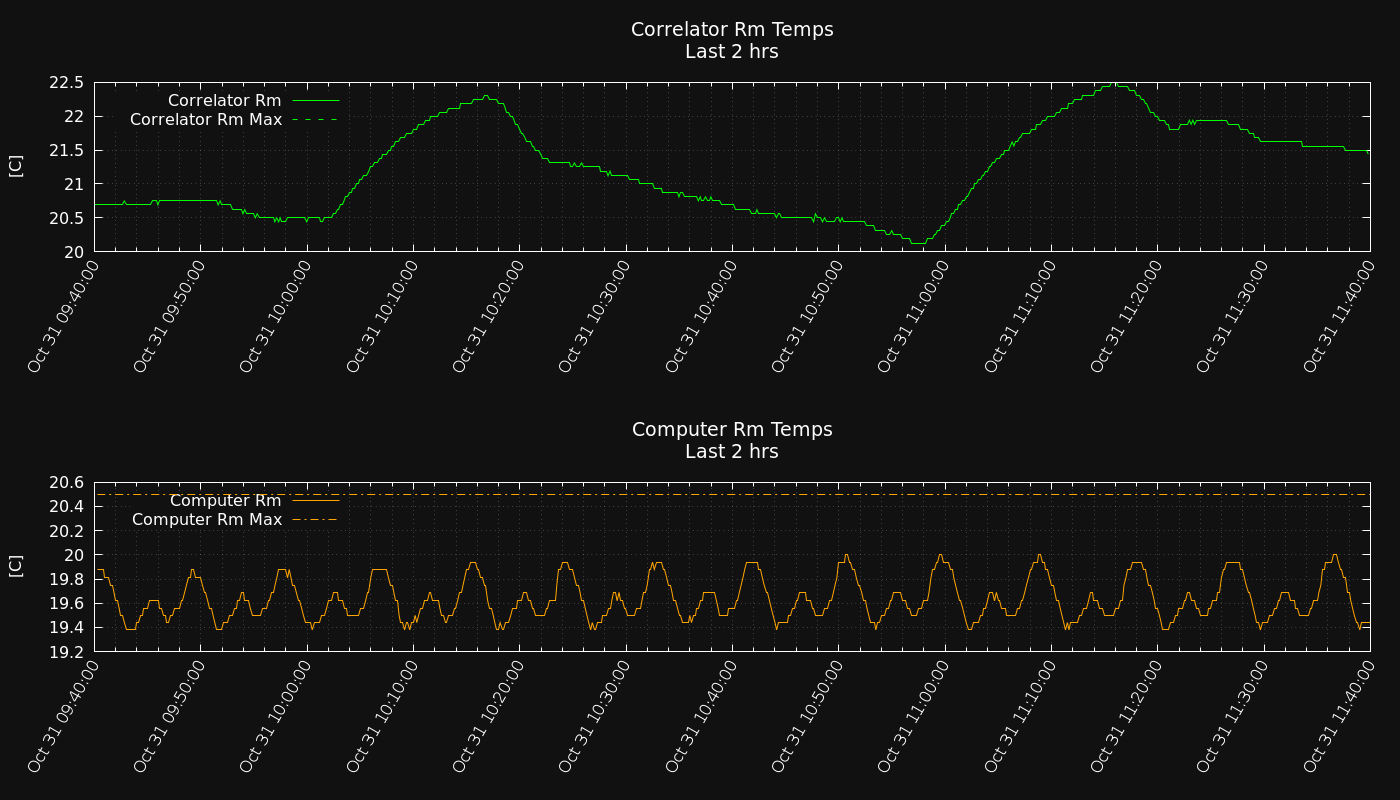 Correlator Rm Temps
Last 2 hrs
Correlator Rm
Correlator Rm Max
[C]
22.5
22
21.5
21
20.5
20
Oct 31 09:40:00
Oct 31 09:50:00
Oct 31 10:00:00
Oct 31 10:10:00
Oct 31 10:20:00
Oct 31 10:30:00
Oct 31 10:40:00
Oct 31 10:50:00
Oct 31 11:00:00
Oct 31 11:10:00
Oct 31 11:20:00
Oct 31 11:30:00
Oct 31 11:40:00
Computer Rm Temps
Last 2 hrs
Computer Rm
Computer Rm Max
[C]
20.6
20.4
20.2
20
19.8
19.6
19.4
19.2
Oct 31 09:40:00
Oct 31 09:50:00
Oct 31 10:00:00
Oct 31 10:10:00
Oct 31 10:20:00
Oct 31 10:30:00
Oct 31 10:40:00
Oct 31 10:50:00
Oct 31 11:00:00
Oct 31 11:10:00
Oct 31 11:20:00
Oct 31 11:30:00
Oct 31 11:40:00